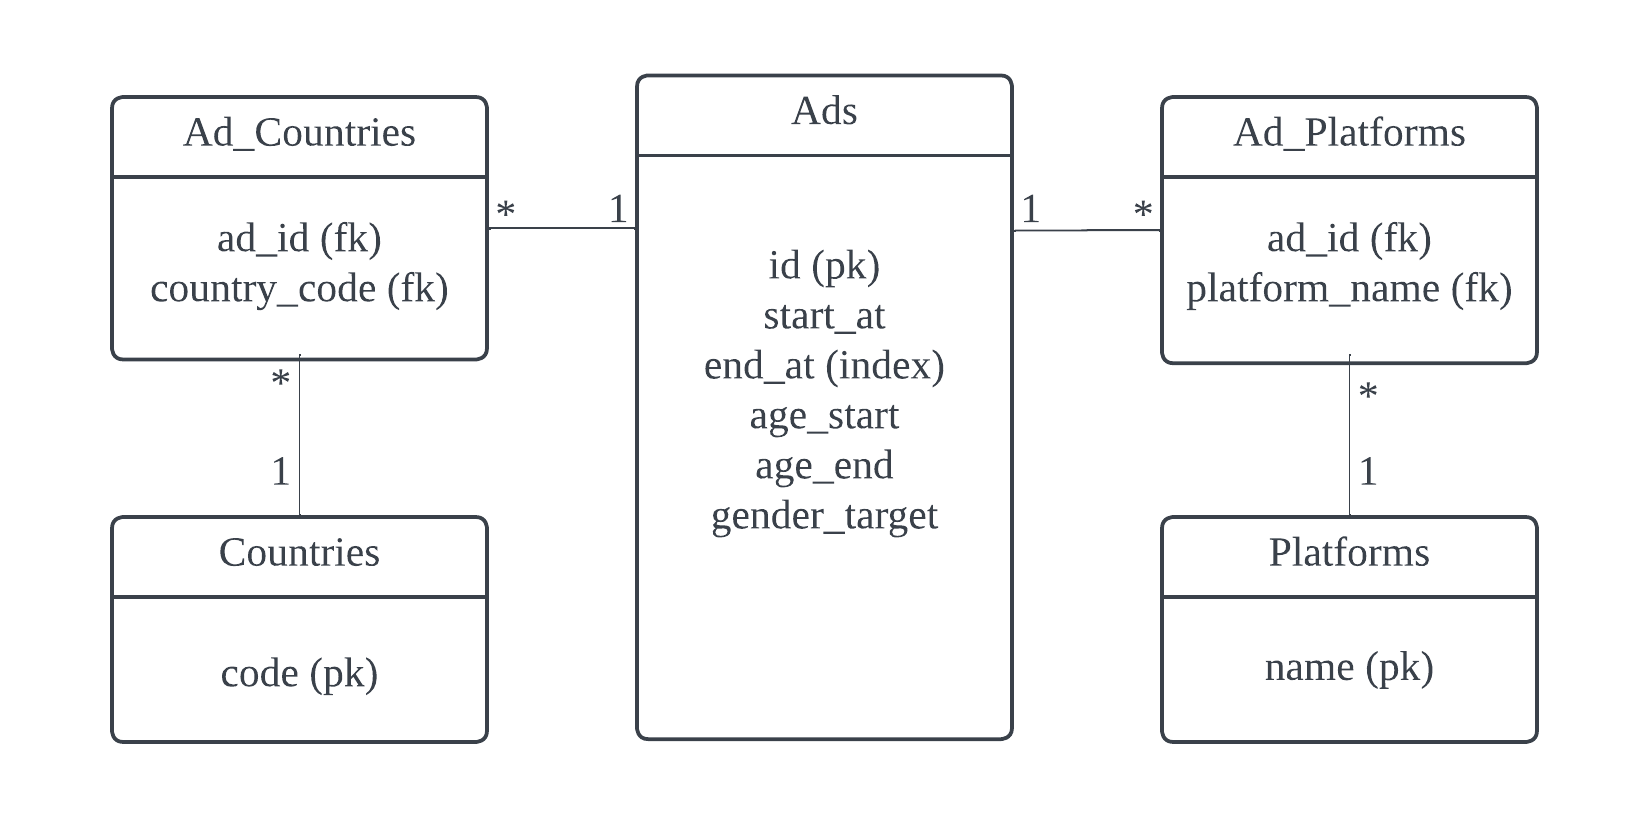 Ad_Countries
ad_id (fk)
country_code (fk)
*
1
Countries
code (pk)
*
1
Ads
id (pk)
start_at
end_at (index)
age_start
age_end
gender_target
1
*
Ad_Platforms
ad_id (fk)
platform_name (fk)
*
1
Platforms
name (pk)